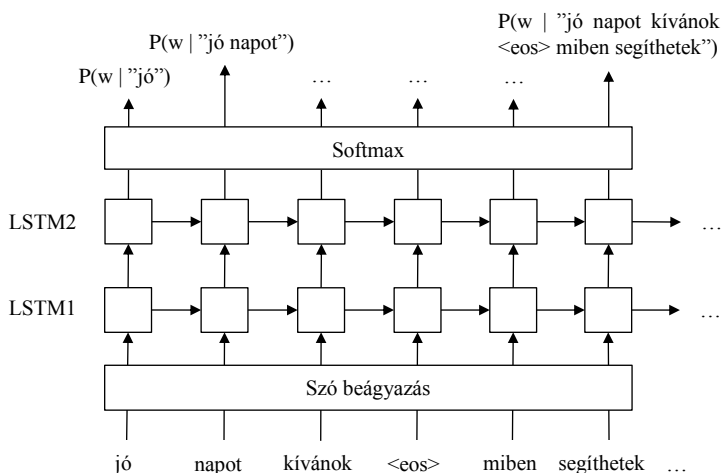 P(w | ”jó napot kívánok
<eos> miben segíthetek”)
P(w | ”jó napot”)
P(w | ”jó”)
… … …
Softmax
LSTM2
…
LSTM1
…
Szó beágyazás
jó napot kívánok <eos> miben segíthetek …